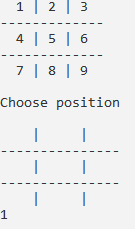 1 | 2 | 3
-------------
4 | 5 | 6
-------------
7 | 8 | 9
Choose position
|     |
---------------
|     |
---------------
|     |
1